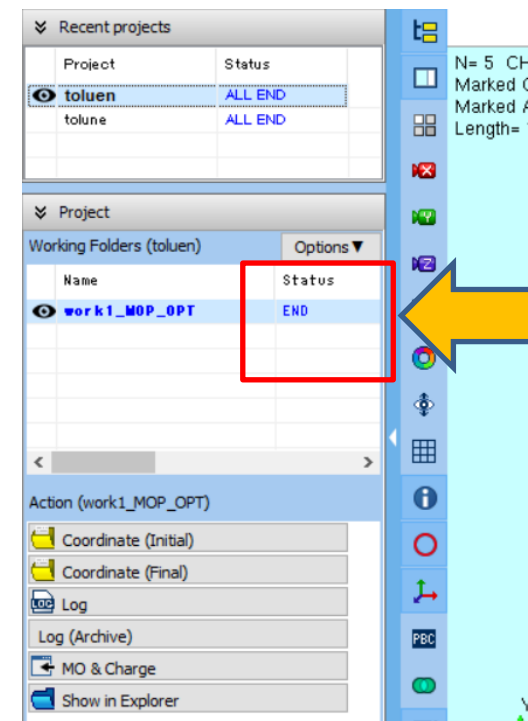 Recent projects
Project Status
toluen ALL END
tolune ALL END
Project
Working Folders (toluen) Options▼
Name Status
work1_MOP_OPT END
Action (work1_MOP_OPT)
Coordinate (Initial)
Coordinate (Final)
LOG Log
Log (Archive)
MO & Charge
Show in Explorer
X
Y
Z
PBC
N= 5 CH
Marked
Marked
Length=